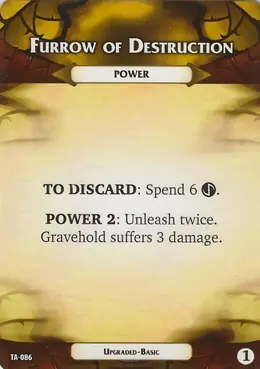 Furrow of Destruction
POWER
TO DISCARD: Spend 6 .
POWER 2: Unleash twice.
Gravehold suffers 3 damage.
TA-086
Upgraded-Basic
1